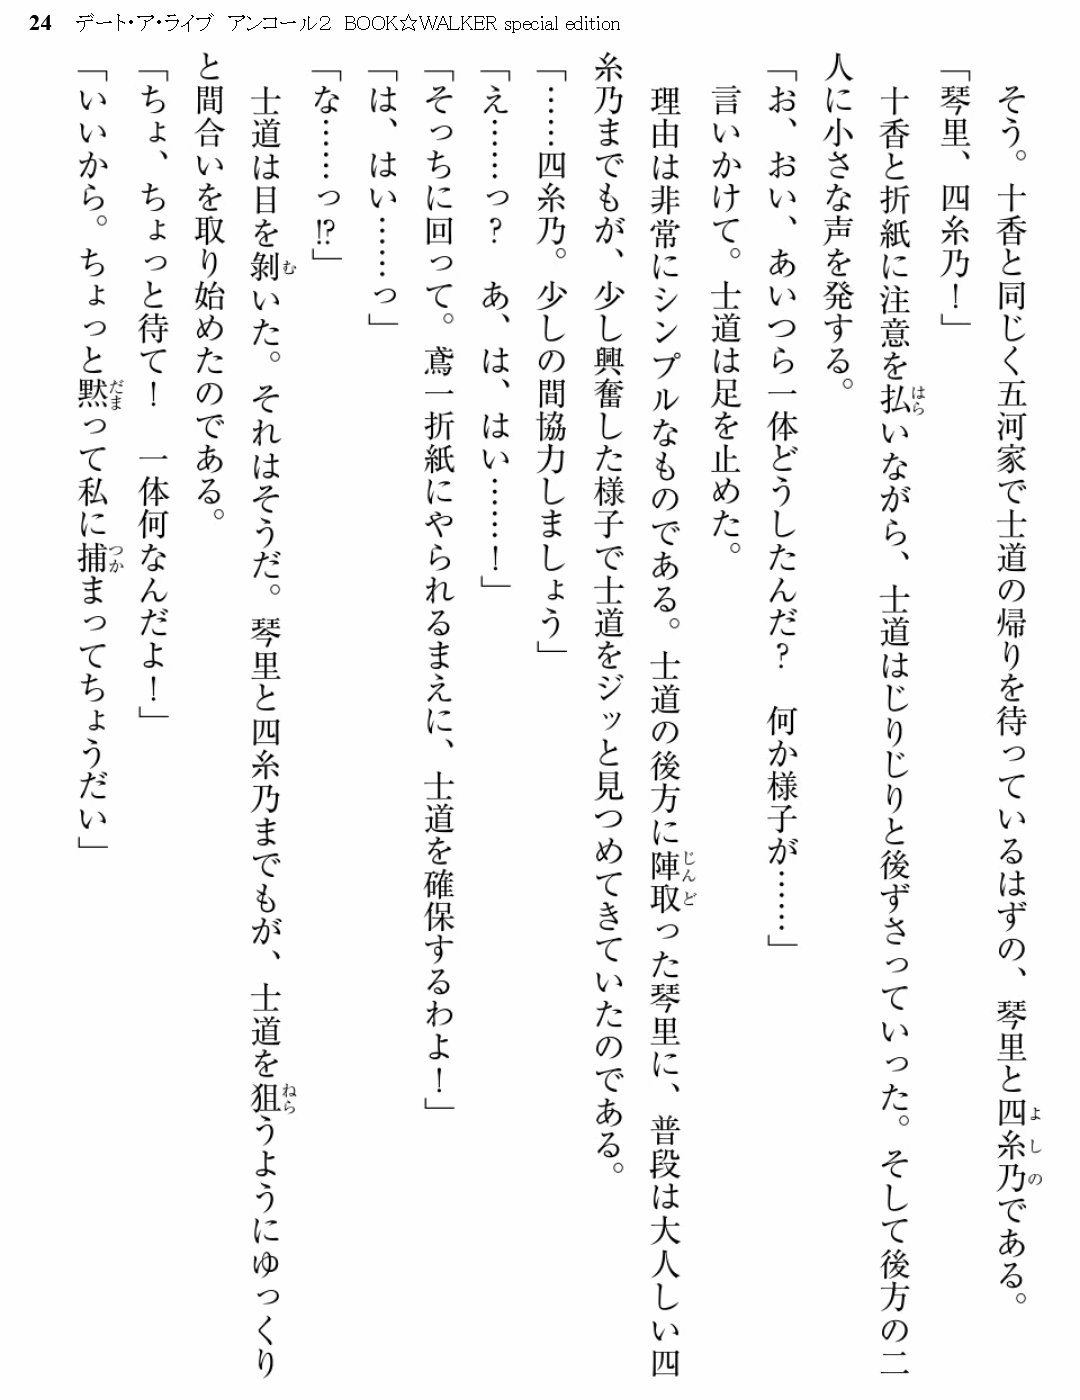 24 デート・ア・ライブ アンコール2 BOOK☆WALKER special edition
そう。十香と同じく五河家で士道の帰りを待っているはずの、琴里と四糸乃である。
「琴里、四糸乃！」
十香と折紙に注意を払いながら、士道はじりじりと後ずさっていった。そして後方の二
人に小さな声を発する。
「お、おい、あいつら一体どうしたんだ？　何か様子が……」
言いかけて。士道は足を止めた。
理由は非常にシンプルなものである。士道の後方に陣取った琴里に、普段は大人しい四
糸乃までもが、少し興奮した様子で士道をジッと見つめてきていたのである。
「……四糸乃。少しの間協力しましょう」
「え……っ？　あ、は、はい……！」
「そっちに回って。鳶一折紙にやられるまえに、士道を確保するわよ！」
「は、はい……っ」
「な……っ!?」
士道は目を剝いた。それはそうだ。琴里と四糸乃までもが、士道を狙うようにゆっくり
と間合いを取り始めたのである。
「ちょ、ちょっと待て！　一体何なんだよ！」
「いいから。ちょっと黙って私に捕まってちょうだい」